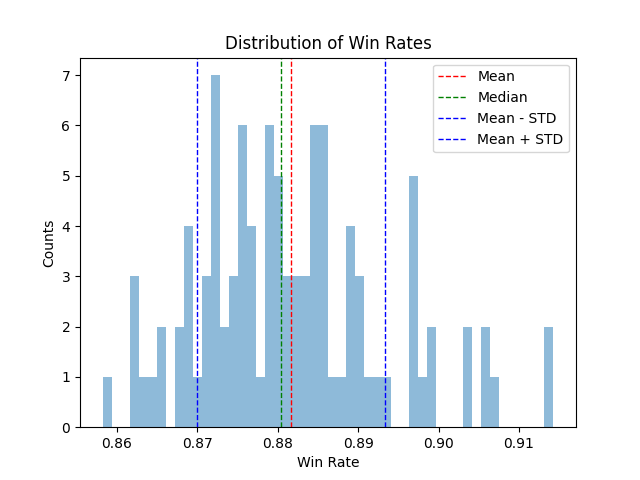 Distribution of Win Rates
Mean
Median
Mean - STD
Mean + STD
7
6
5
4
3
2
1
0
Counts
0.86 0.87 0.88 0.89 0.90 0.91
Win Rate